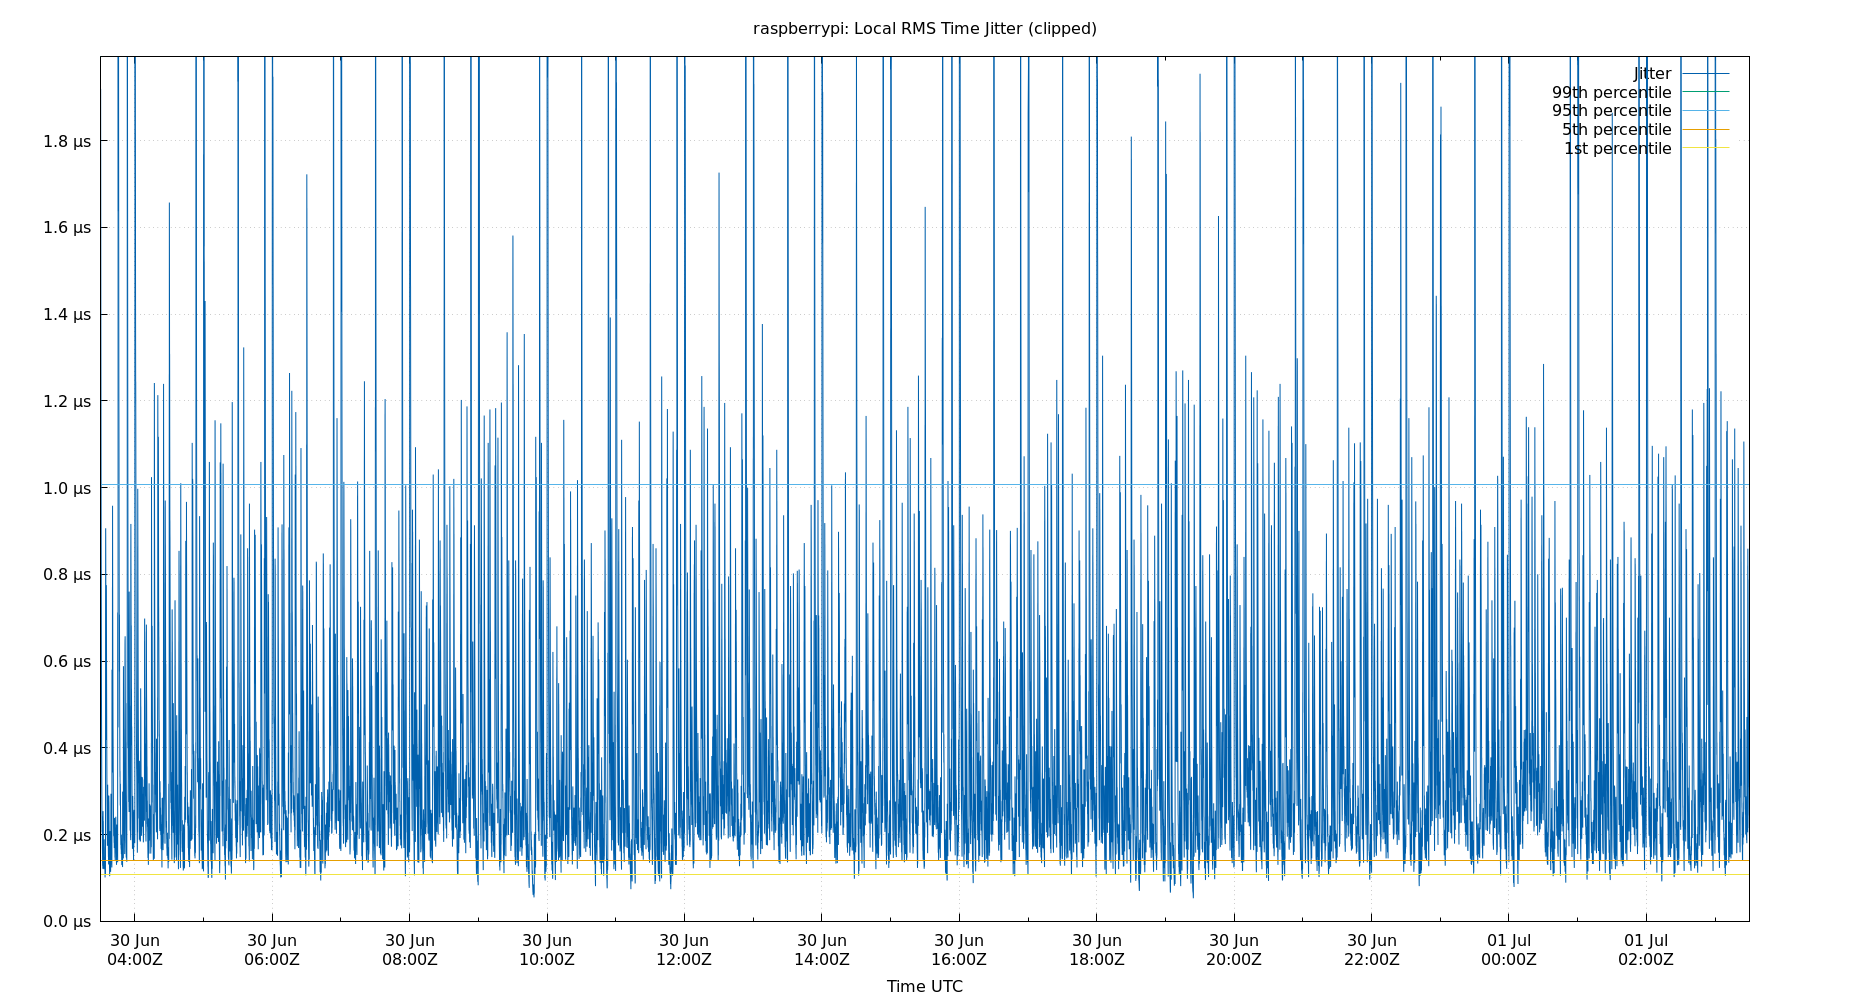 raspberrypi: Local RMS Time Jitter (clipped)
Jitter
99th percentile
95th percentile
5th percentile
1st percentile
1.8 μs
1.6 μs
1.4 μs
1.2 μs
1.0 μs
0.8 μs
0.6 μs
0.4 μs
0.2 μs
0.0 μs
30 Jun 30 Jun 30 Jun 30 Jun 30 Jun 30 Jun 30 Jun 30 Jun 30 Jun 30 Jun 01 Jul 01 Jul
04:00Z 06:00Z 08:00Z 10:00Z 12:00Z 14:00Z 16:00Z 18:00Z 20:00Z 22:00Z 00:00Z 02:00Z
Time UTC